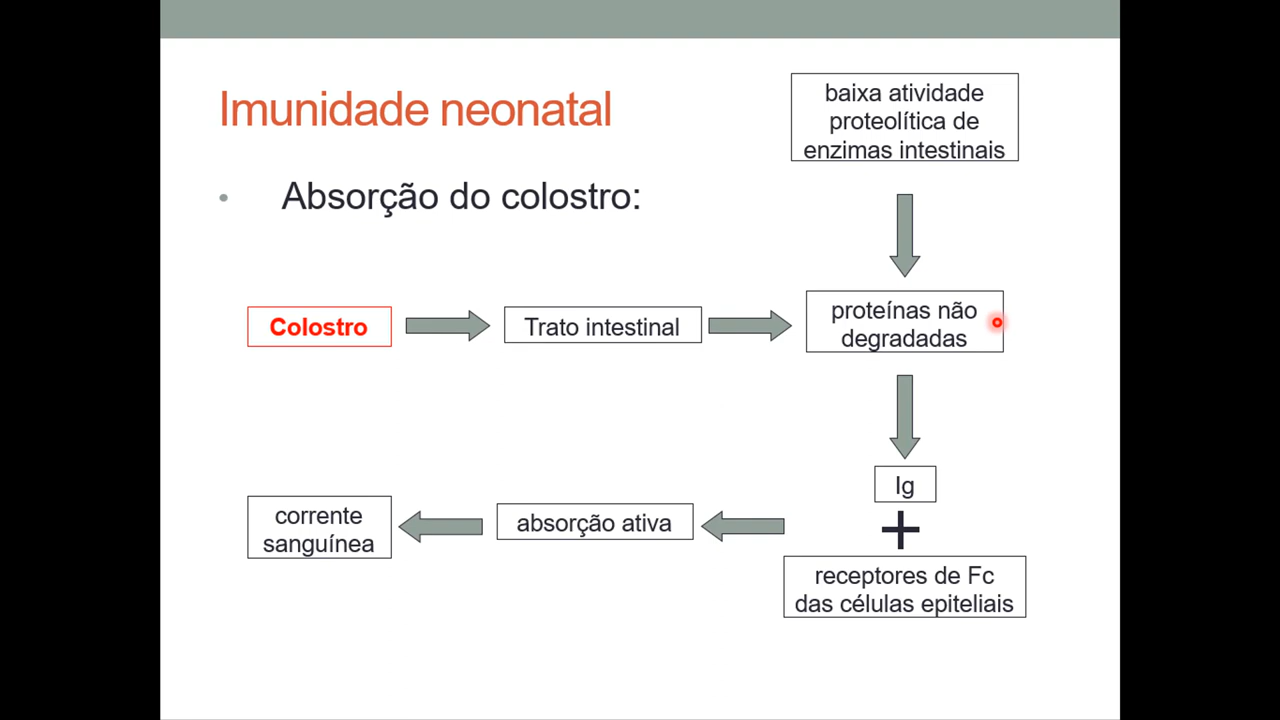 Imunidade neonatal
baixa atividade
proteolítica de
enzimas intestinais
• Absorção do colostro:
Colostro
Trato intestinal
proteínas não
degradadas
Ig
+
receptores de Fc
das células epiteliais
absorção ativa
corrente
sanguínea